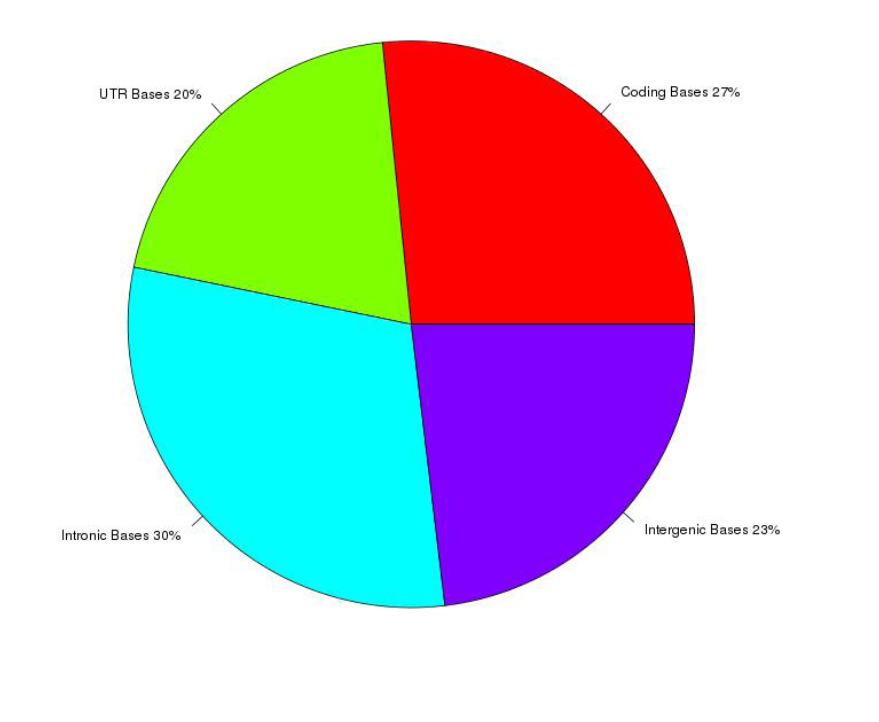 Coding Bases 27%
UTR Bases 20%
Intergenic Bases 23%
Intronic Bases 30%